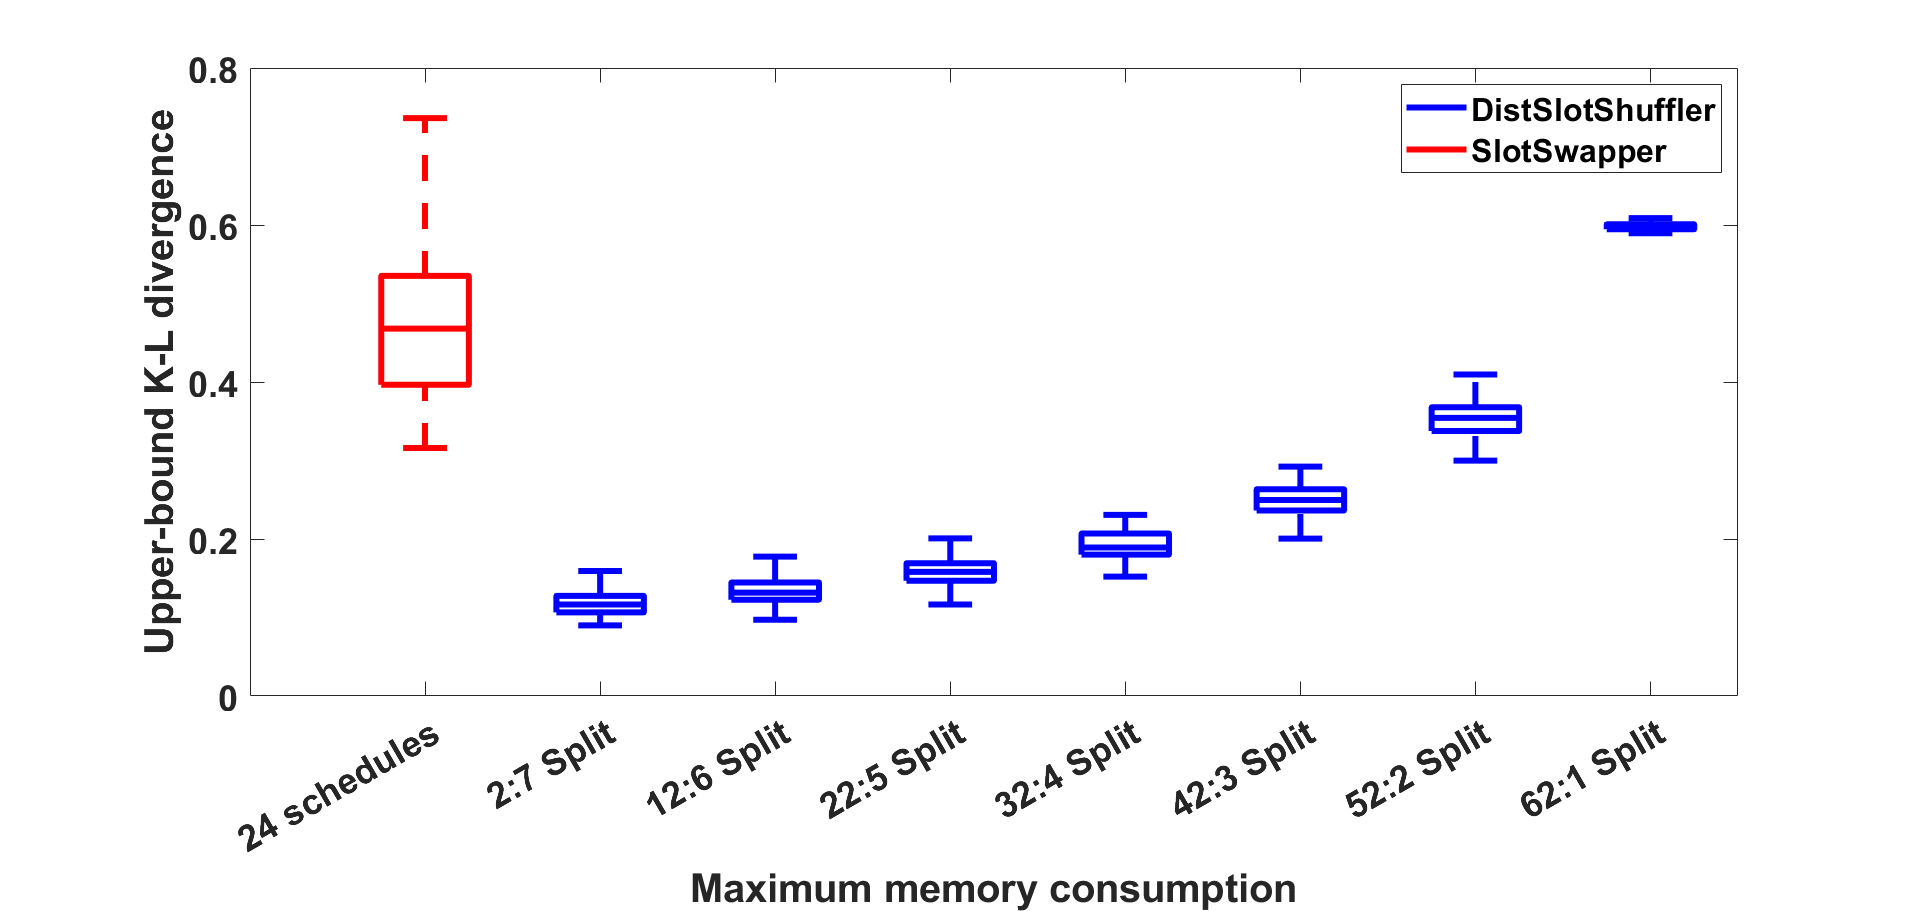 Upper-bound K-L divergence
0.8
0.6
0.4
0.2
0
DistSlotShuffler
SlotSwapper
24 schedules
2:7 Split
12:6 Split
22:5 Split
32:4 Split
42:3 Split
52:2 Split
62:1 Split
Maximum memory consumption